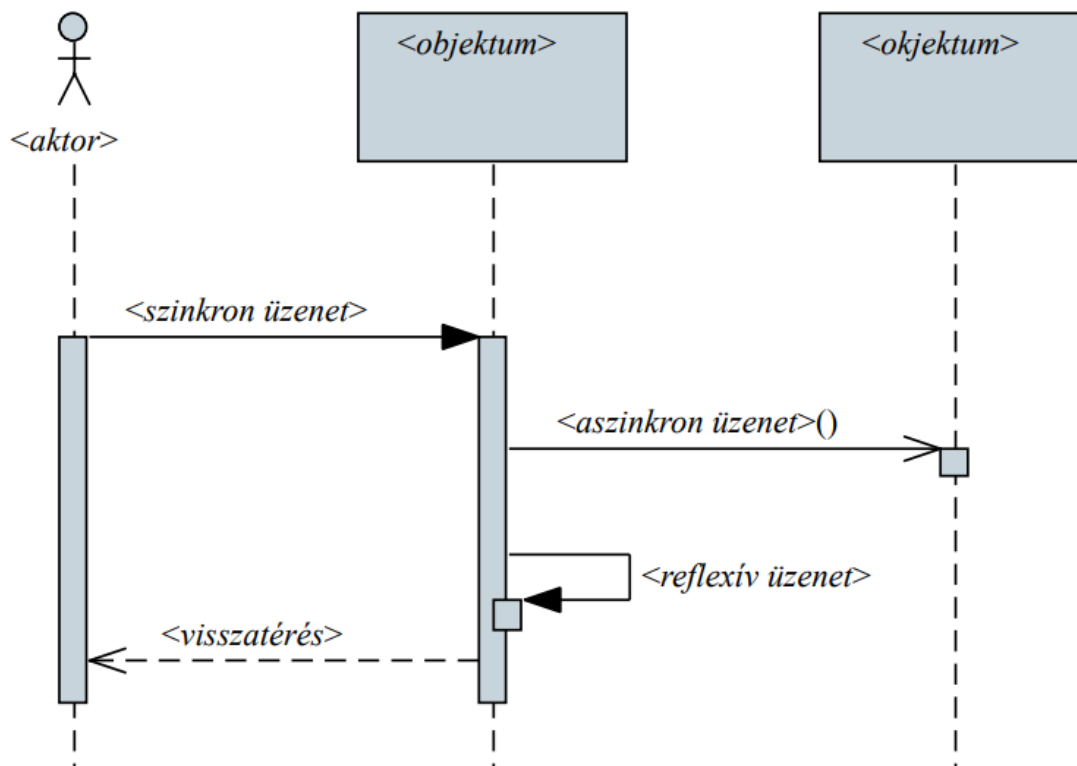 <objektum>
<okjektum>
<aktor>
<szinkron üzenet>
<aszinkron üzenet>()
<reflexív üzenet>
<visszatérés>